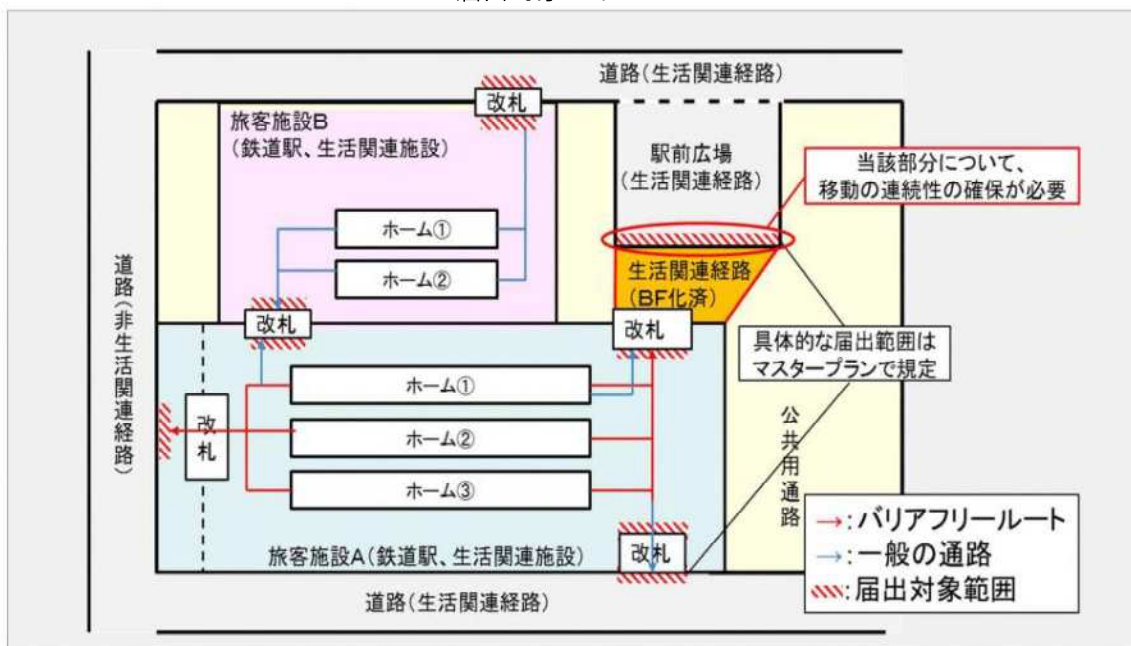 道路(生活関連経路)
改札
旅客施設B
(鉄道駅、生活関連施設)
駅前広場
(生活関連経路)
当該部分について、
移動の連続性の確保が必要
ホーム①
ホーム②
生活関連経路
(BF化済)
道路(非生活関連経路)
改札
改札
具体的な届出範囲は
マスタープランで規定
ホーム①
改札
ホーム②
ホーム③
公共用通路
旅客施設A(鉄道駅、生活関連施設)
改札
道路(生活関連経路)
→:バリアフリールート
→:一般の通路
:届出対象範囲